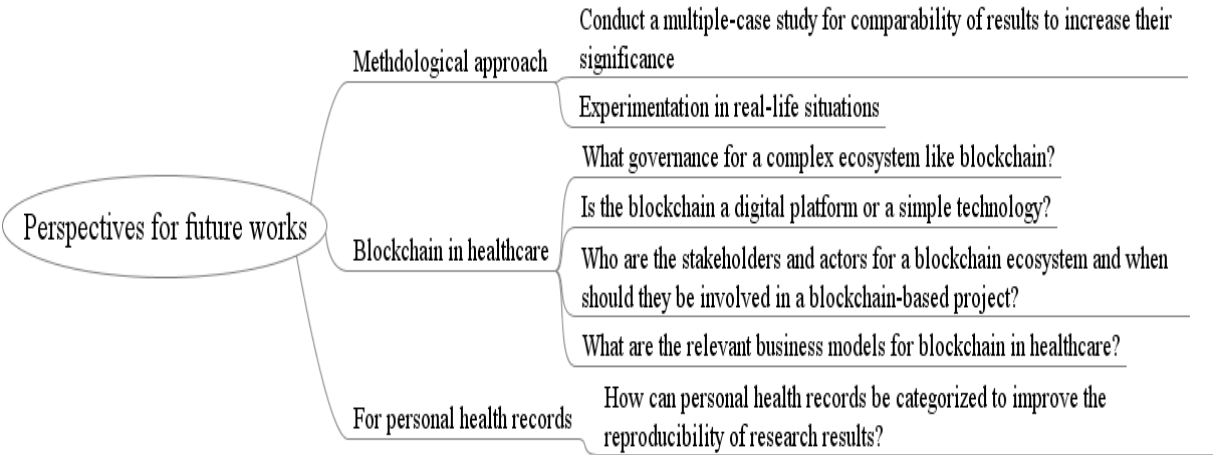 Perspectives for future works
Methdological approach
Conduct a multiple-case study for comparability of results to increase their
significance
Experimentation in real-life situations
Blockchain in healthcare
What governance for a complex ecosystem like blockchain?
Is the blockchain a digital platform or a simple technology?
Who are the stakeholders and actors for a blockchain ecosystem and when
should they be involved in a blockchain-based project?
What are the relevant business models for blockchain in healthcare?
For personal health records
How can personal health records be categorized to improve the
reproducibility of research results?